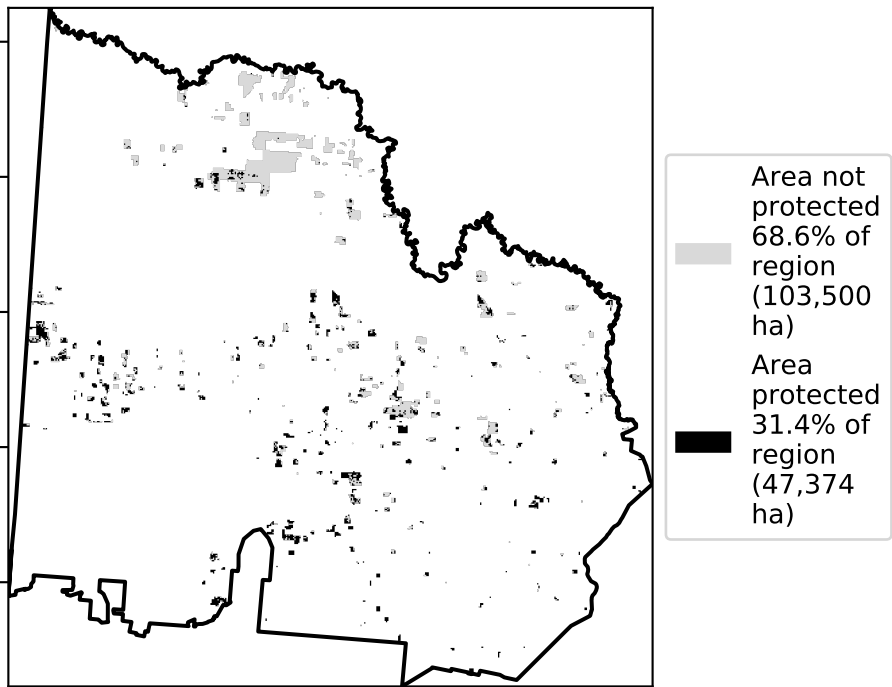 Area not
protected
68.6% of
region
(103,500
ha)
Area
protected
31.4% of
region
(47,374
ha)